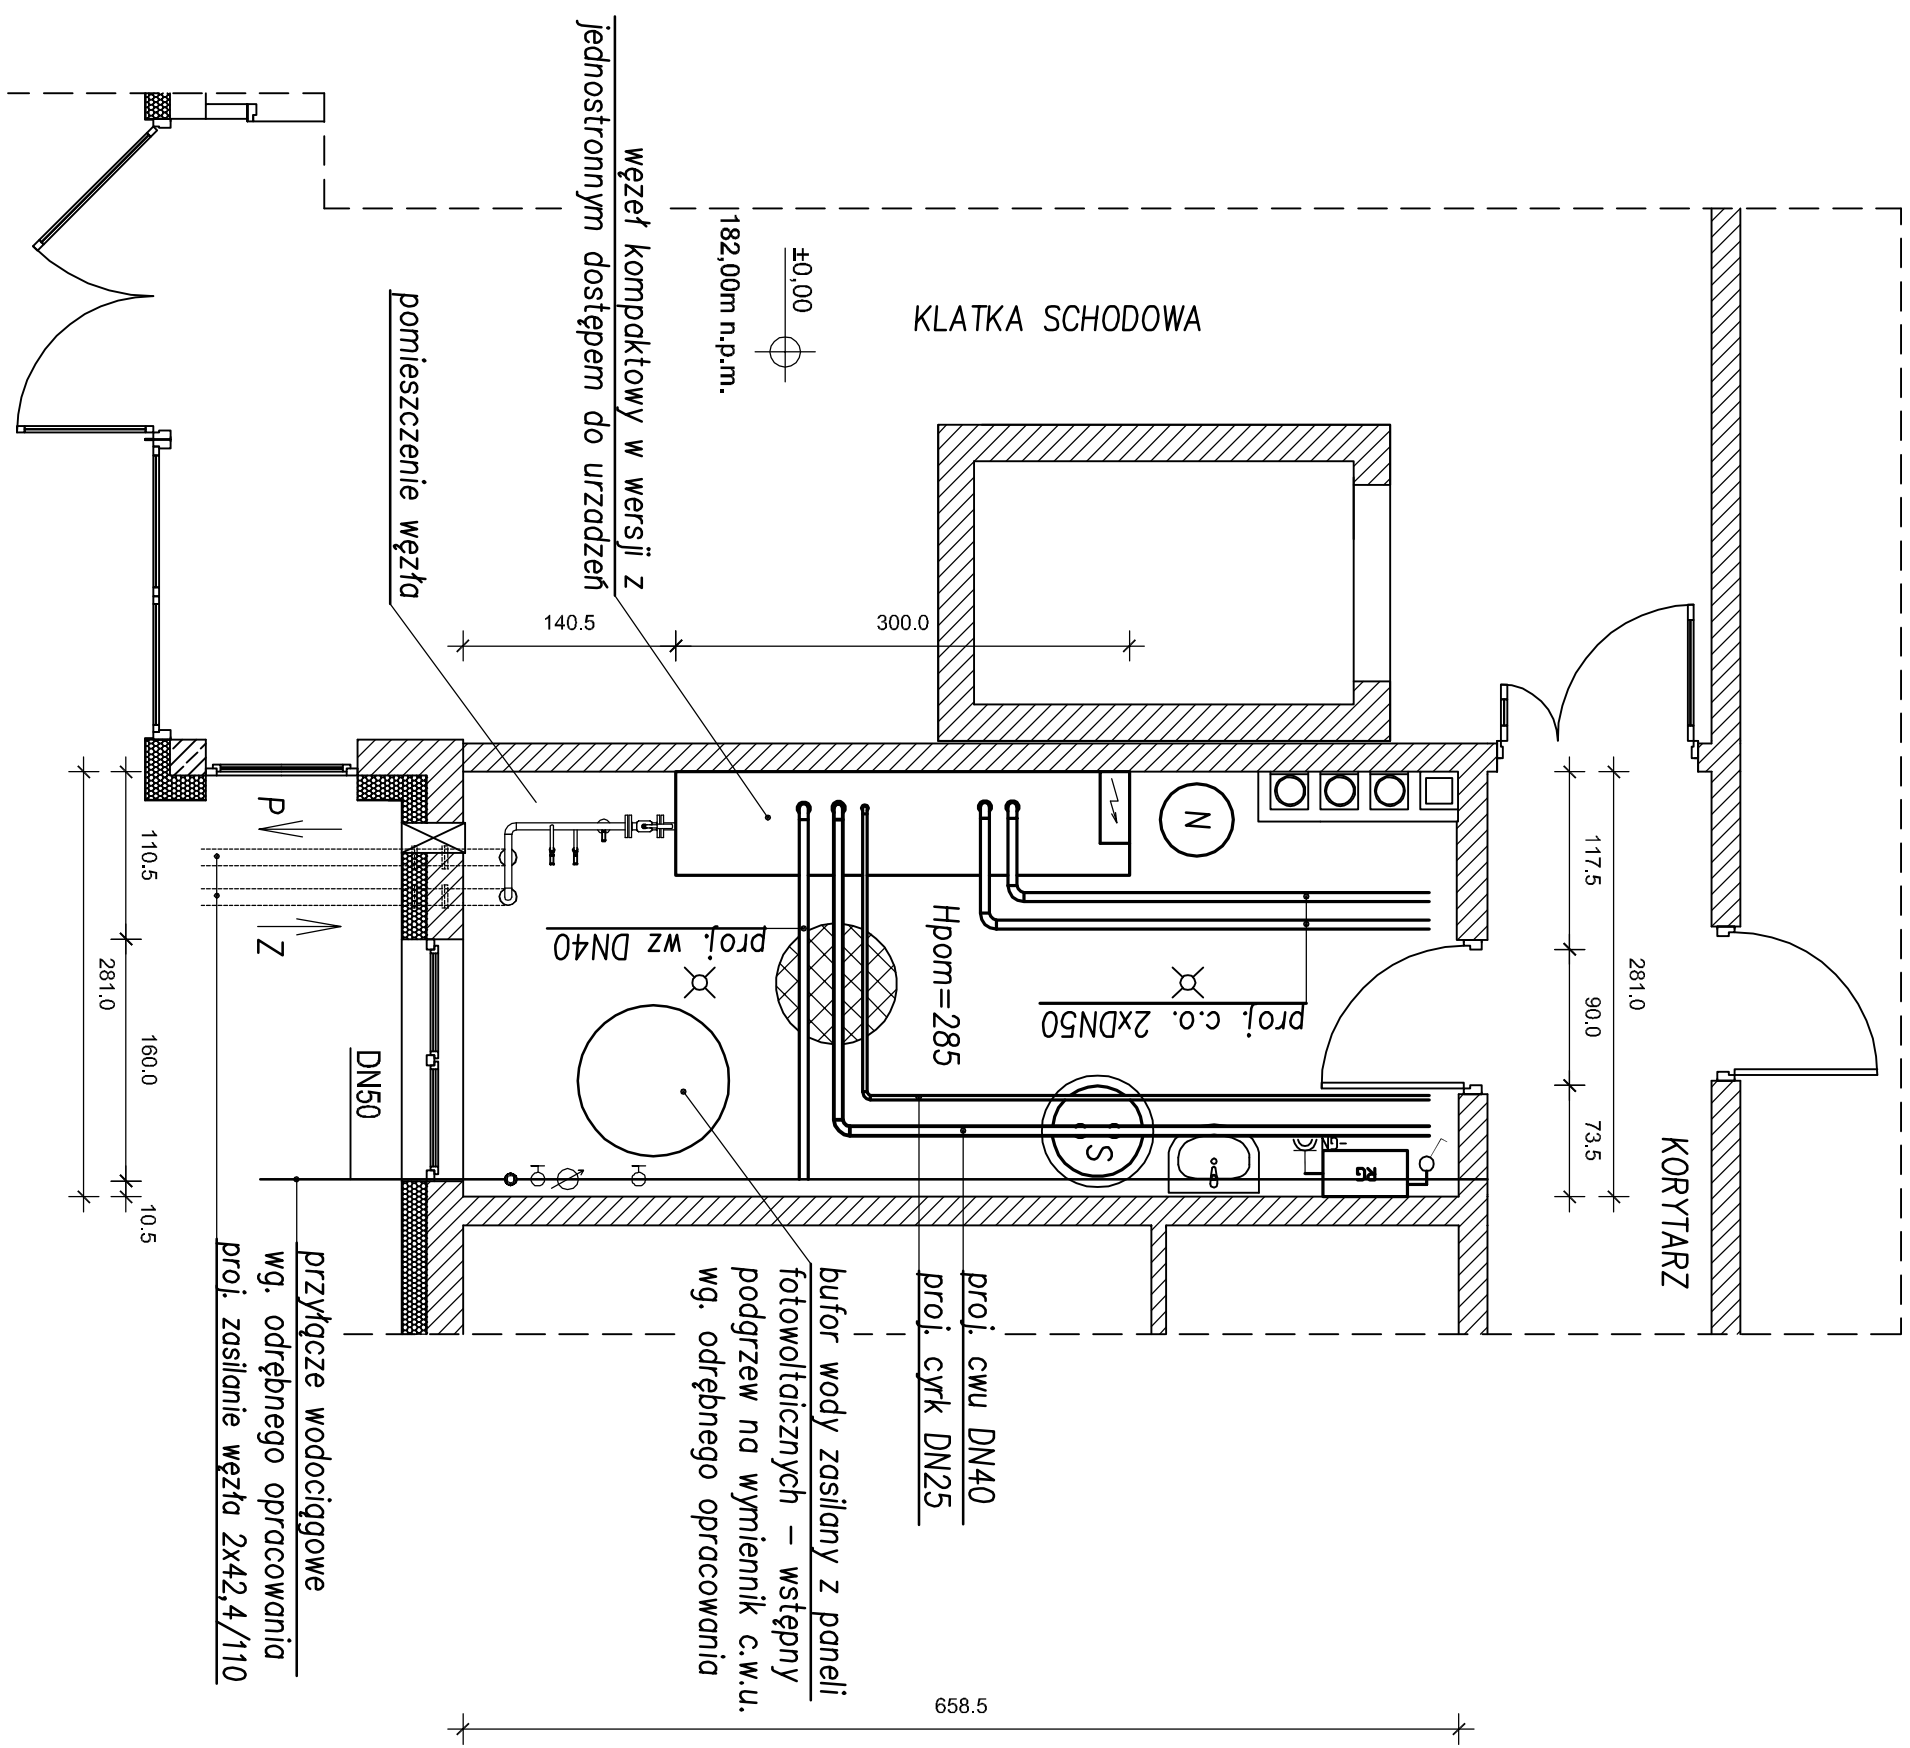 KLATKA SCHODOWA
±0,00
182,00m n.p.m.
węzeł kompaktowy w wersji z
jednostronnym dostępem do urzadzeń
pomieszczenie węzła
140.5
300.0
KORYTARZ
117.5
90.0
73.5
281.0
N
Hpom=285
proj. wz DN40
proj. c.o. 2xDN50
S
RG
P
Z
110.5
160.0
10.5
281.0
DN50
proj. cwu DN40
proj. cyrk DN25
bufor wody zasilany z paneli
fotowoltaicznych – wstępny
podgrzew na wymiennik c.w.u.
wg. odrębnego opracowania
przyłącze wodociągowe
wg. odrębnego opracowania
proj. zasilanie węzła 2x42,4/110
658.5